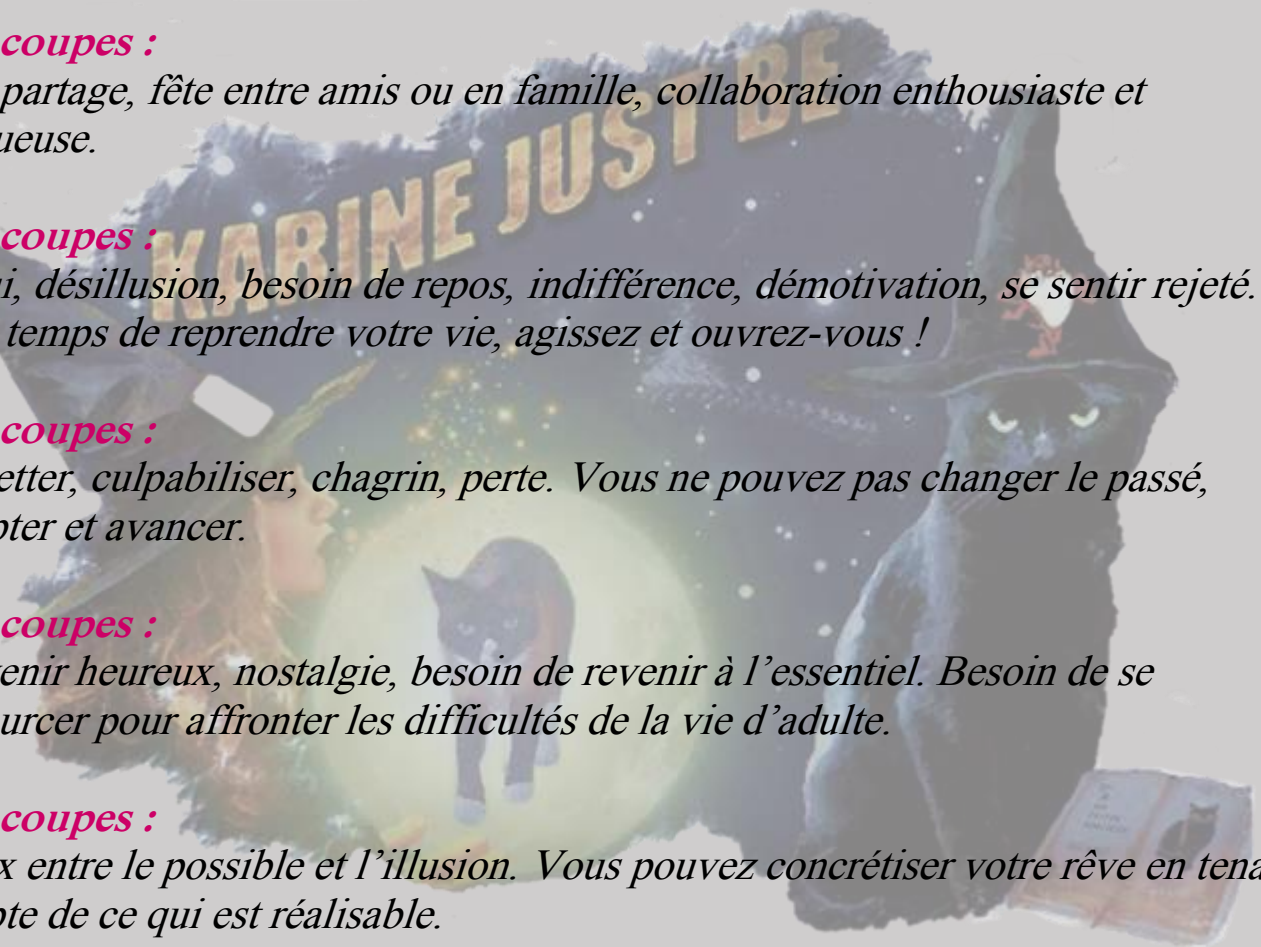 coupes :
partage, fête entre amis ou en famille, collaboration enthousiaste et
ueuse.
KARINE JUST BE
coupes :
i, désillusion, besoin de repos, indifférence, démotivation, se sentir rejeté.
temps de reprendre votre vie, agissez et ouvrez-vous !
coupes :
etter, culpabiliser, chagrin, perte. Vous ne pouvez pas changer le passé,
pter et avancer.
coupes :
enir heureux, nostalgie, besoin de revenir à l’essentiel. Besoin de se
urcer pour affronter les difficultés de la vie d’adulte.
coupes :
x entre le possible et l’illusion. Vous pouvez concrétiser votre rêve en tena
pte de ce qui est réalisable.